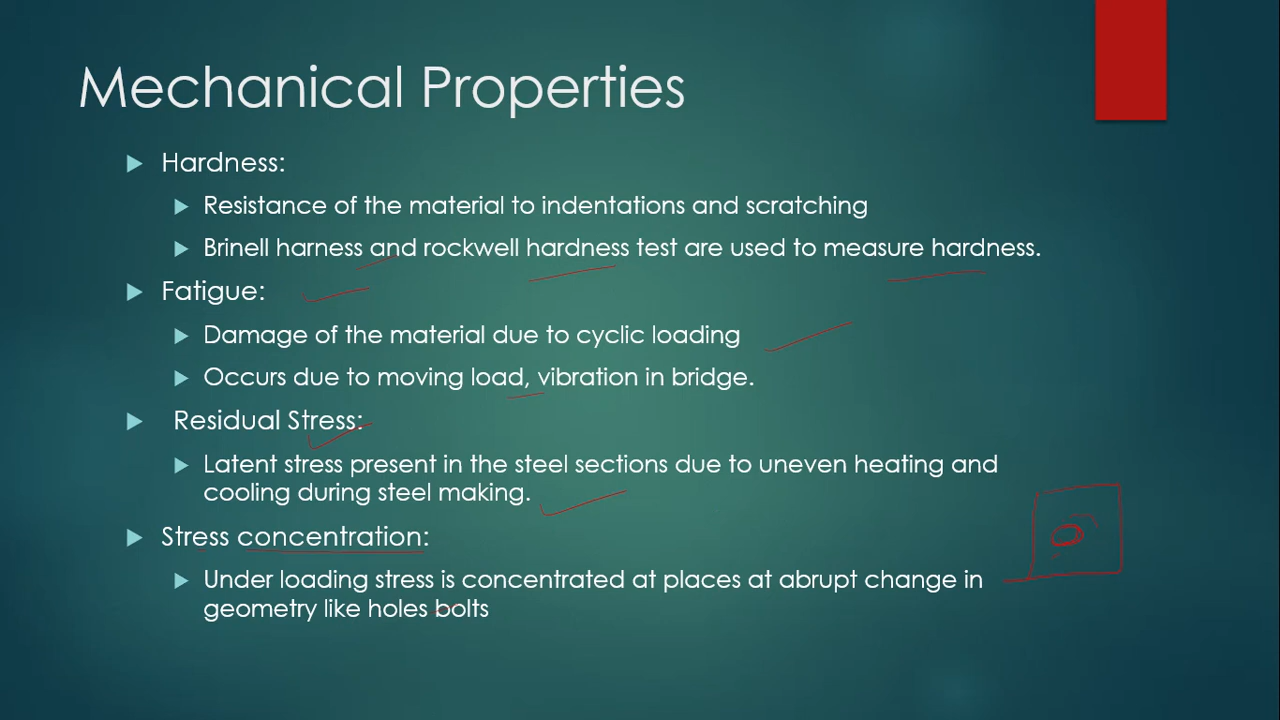 Mechanical Properties
Hardness:
Resistance of the material to indentations and scratching
Brinell harness and rockwell hardness test are used to measure hardness.
Fatigue:
Damage of the material due to cyclic loading
Occurs due to moving load, vibration in bridge.
Residual Stress:
Latent stress present in the steel sections due to uneven heating and
cooling during steel making.
Stress concentration:
Under loading stress is concentrated at places at abrupt change in
geometry like holes bolts